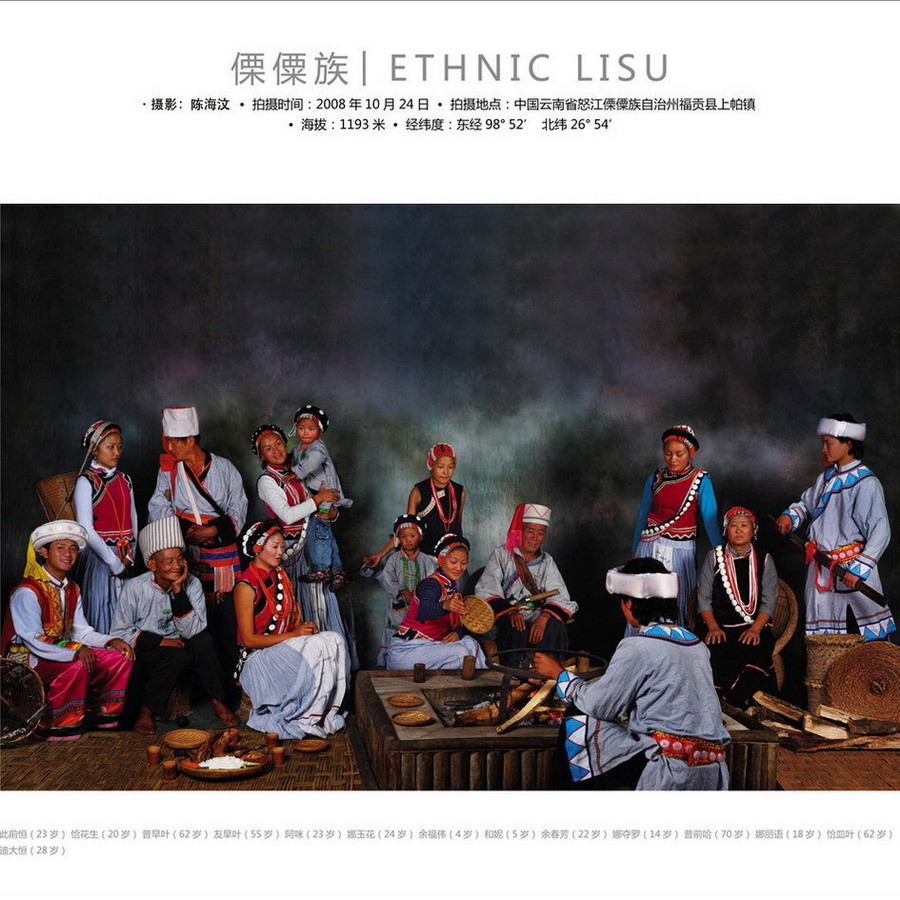 傈僳族| ETHNIC LISU
· 摄影：陈海汶 • 拍摄时间：2008 年 10 月 24 日 • 拍摄地点：中国云南省怒江傈僳族自治州福贡县上帕镇
• 海拔：1193 米 • 经纬度：东经 98° 52′ 北纬 26° 54′
此前恒（23 岁）恰花生（20 岁）普旱叶（62 岁）友旱叶（55 岁）阿咪（23 岁）娜玉花（24 岁）余福伟（4 岁）和妮（5 岁）余春芳（22 岁）娜夺罗（14 岁）普前哈（70 岁）娜丽语（18 岁）恰皿叶（62 岁）
迪大恒（28 岁）